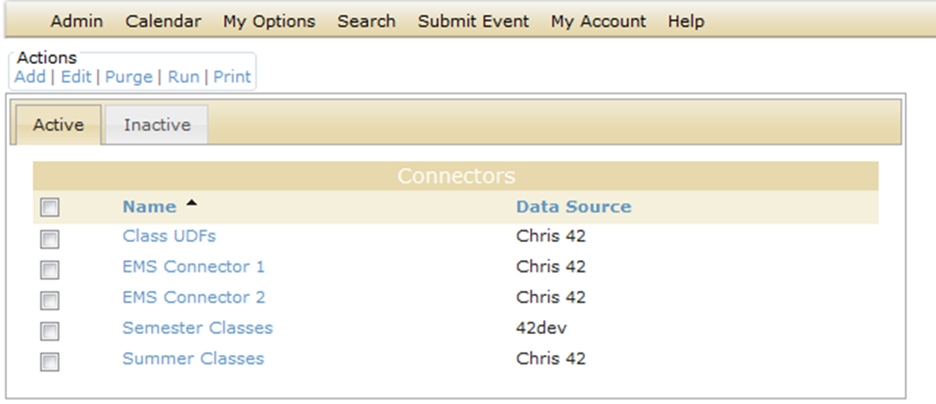 Admin Calendar My Options Search Submit Event My Account Help
Actions
Add | Edit | Purge | Run | Print
Active Inactive
Connectors
Name Data Source
Class UDFs Chris 42
EMS Connector 1 Chris 42
EMS Connector 2 Chris 42
Semester Classes 42dev
Summer Classes Chris 42